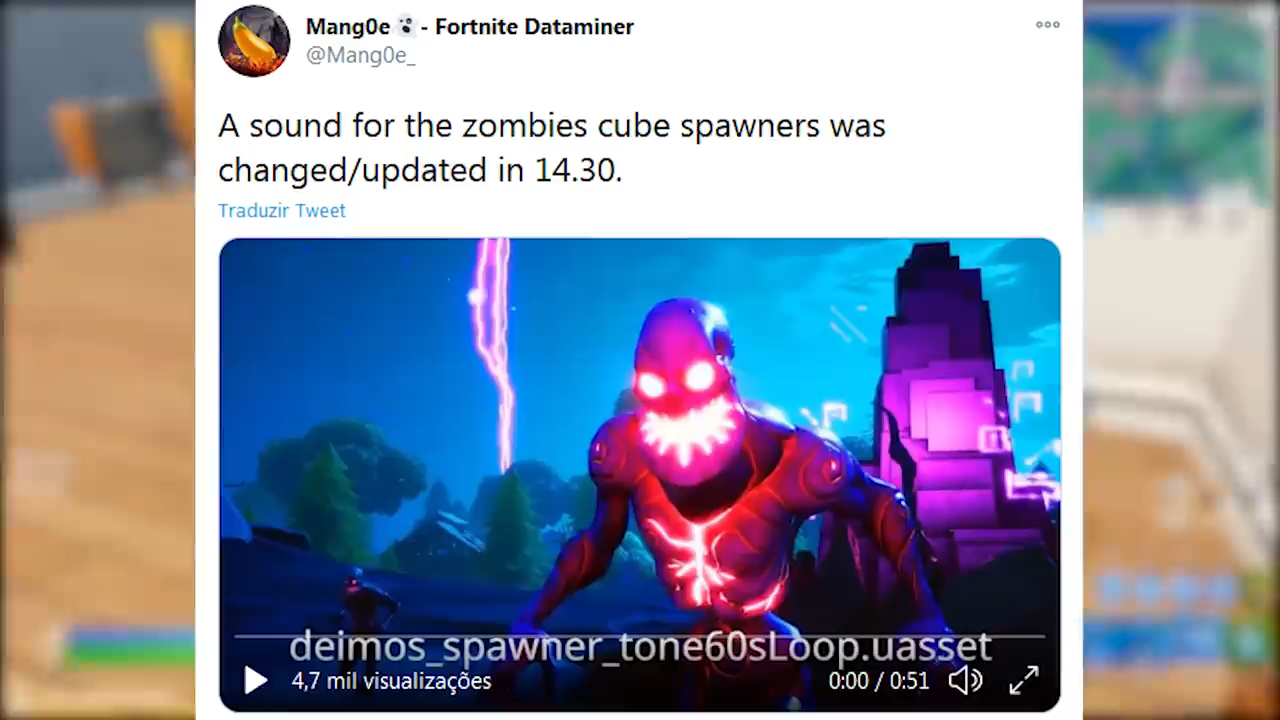 Mang0e👻 - Fortnite Dataminer
@Mang0e_
A sound for the zombies cube spawners was
changed/updated in 14.30.
Traduzir Tweet
deimos_spawner_tone60sLoop.uasset
4,7 mil visualizações
0:00 / 0:51